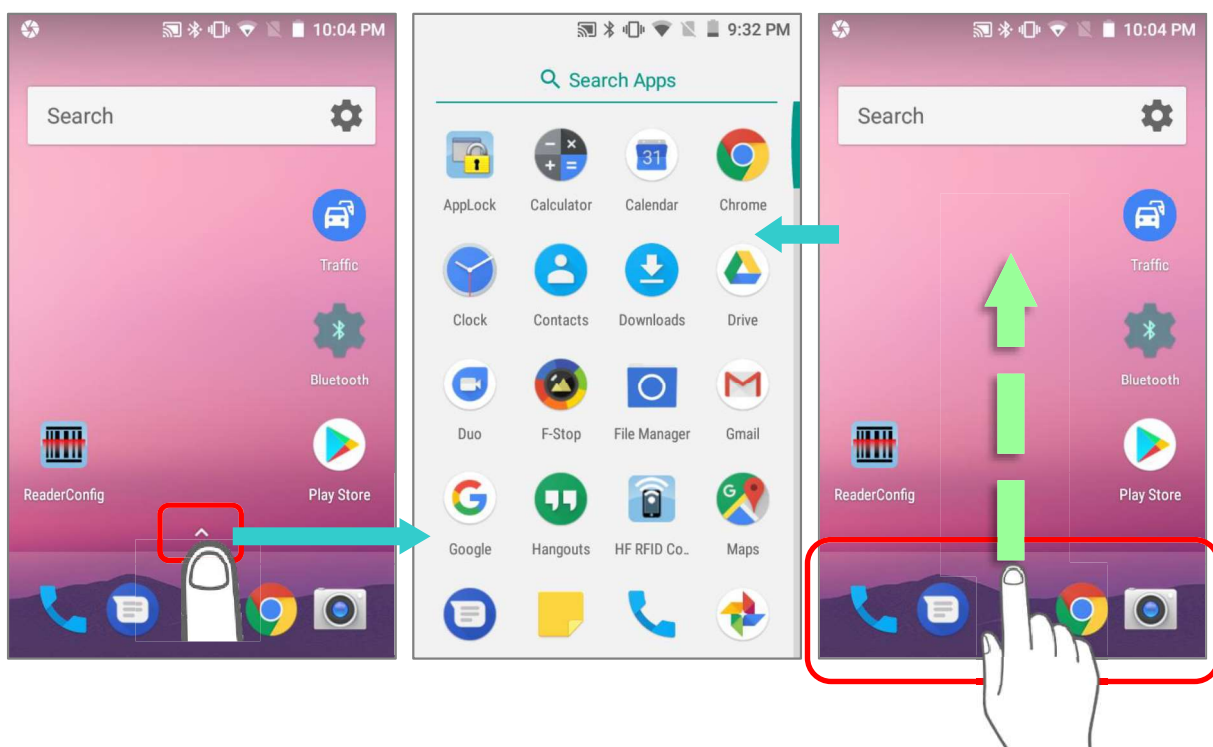 10:04 PM
Search
Traffic
Bluetooth
ReaderConfig
Play Store
9:32 PM
Search Apps
AppLock Calculator Calendar Chrome
31
Clock Contacts Downloads Drive
Duo F-Stop File Manager Gmail
Google Hangouts HF RFID Co.. Maps
10:04 PM
Search
Traffic
Bluetooth
ReaderConfig
Play Store